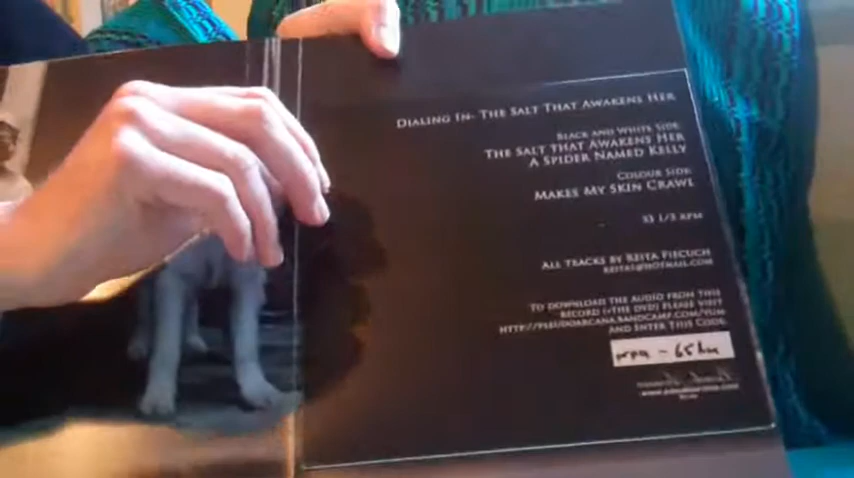 Dialing In - The Salt That Awakens Her
Black and White Side:
The Salt That Awakens Her
A Spider Named Kelly
Colour Side:
Makes My Skin Crawl
33 1/3 rpm
All tracks by Reita Piecuch
To download the audio from this
record (+the DVD) please visit
http://pseudoarcana.bandcamp.com/yum
and enter this code: